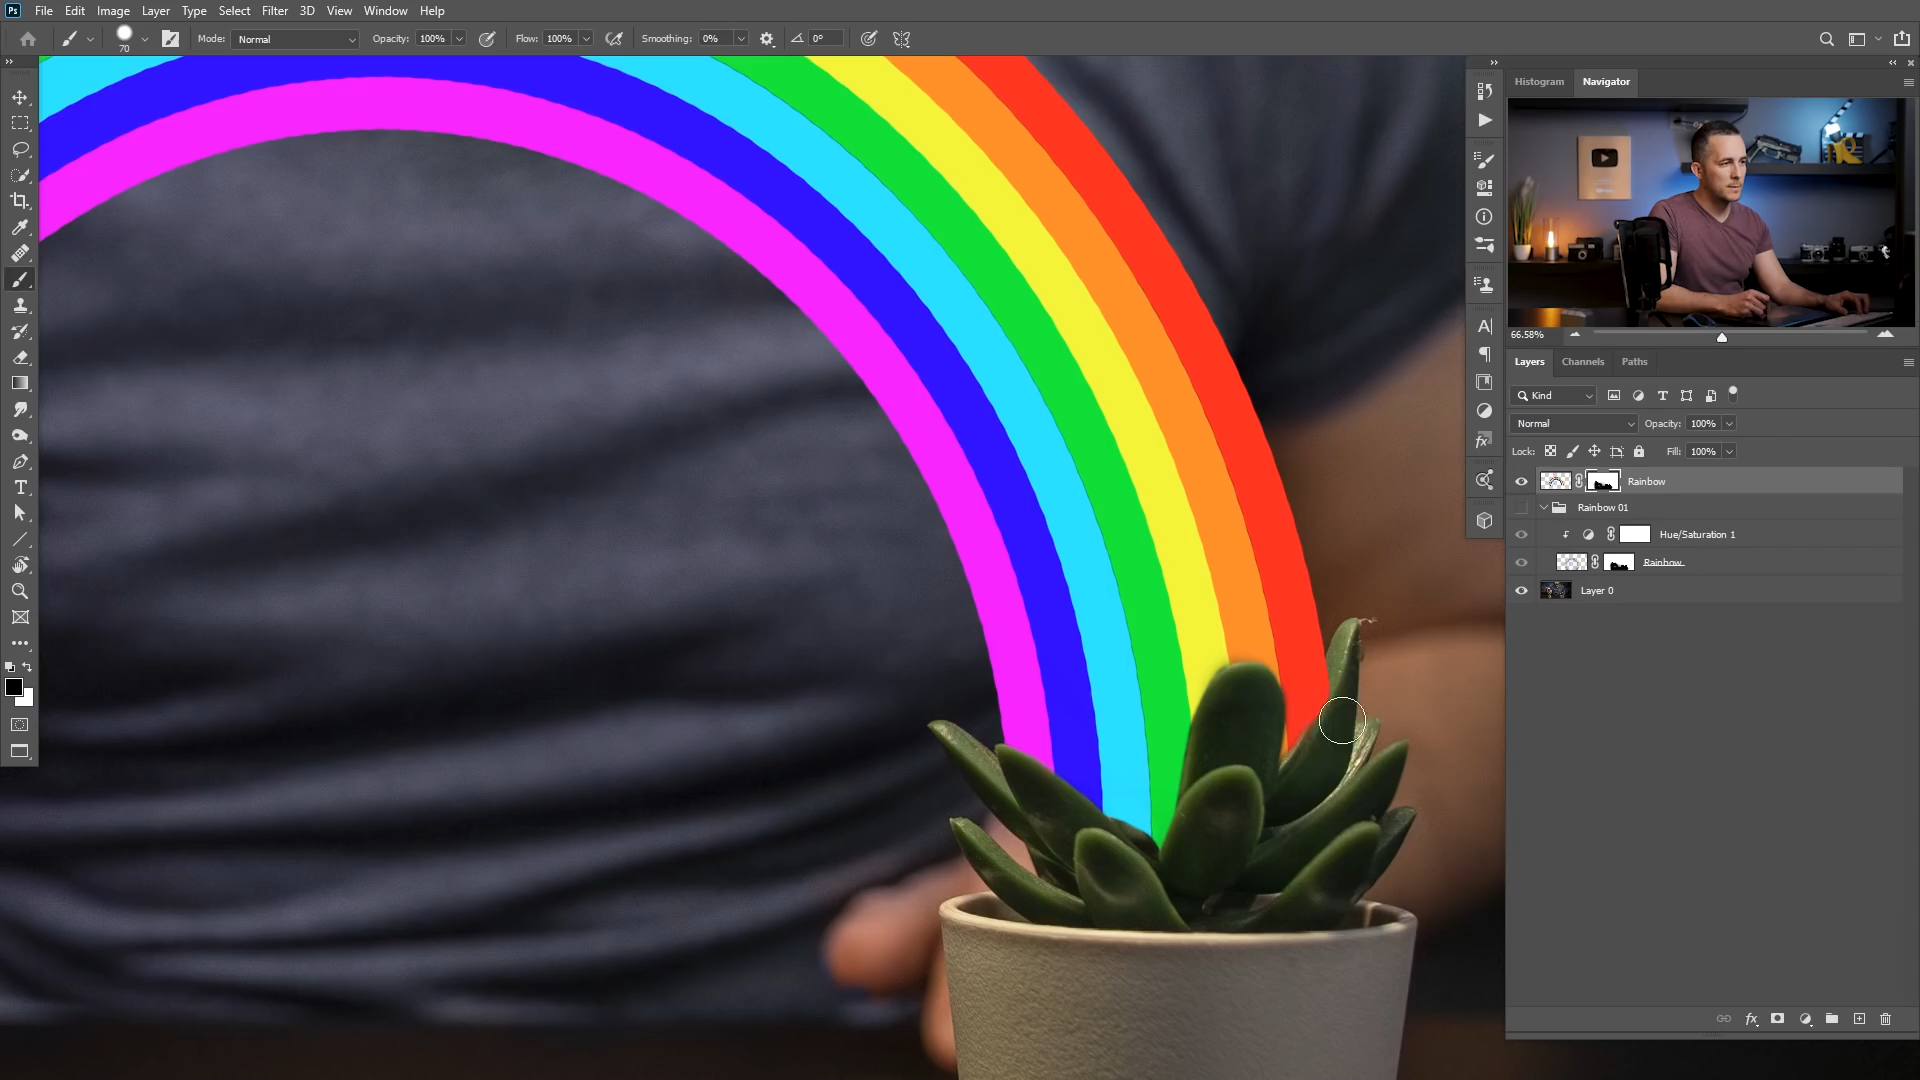 Ps File Edit Image Layer Type Select Filter 3D View Window Help
70 Mode: Normal Opacity: 100% Flow: 100% Smoothing: 0% 0°
Histogram Navigator
66.58%
Layers Channels Paths
Kind
Normal Opacity: 100%
Lock: Fill: 100%
Rainbow
Rainbow 01
Hue/Saturation 1
Rainbow
Layer 0